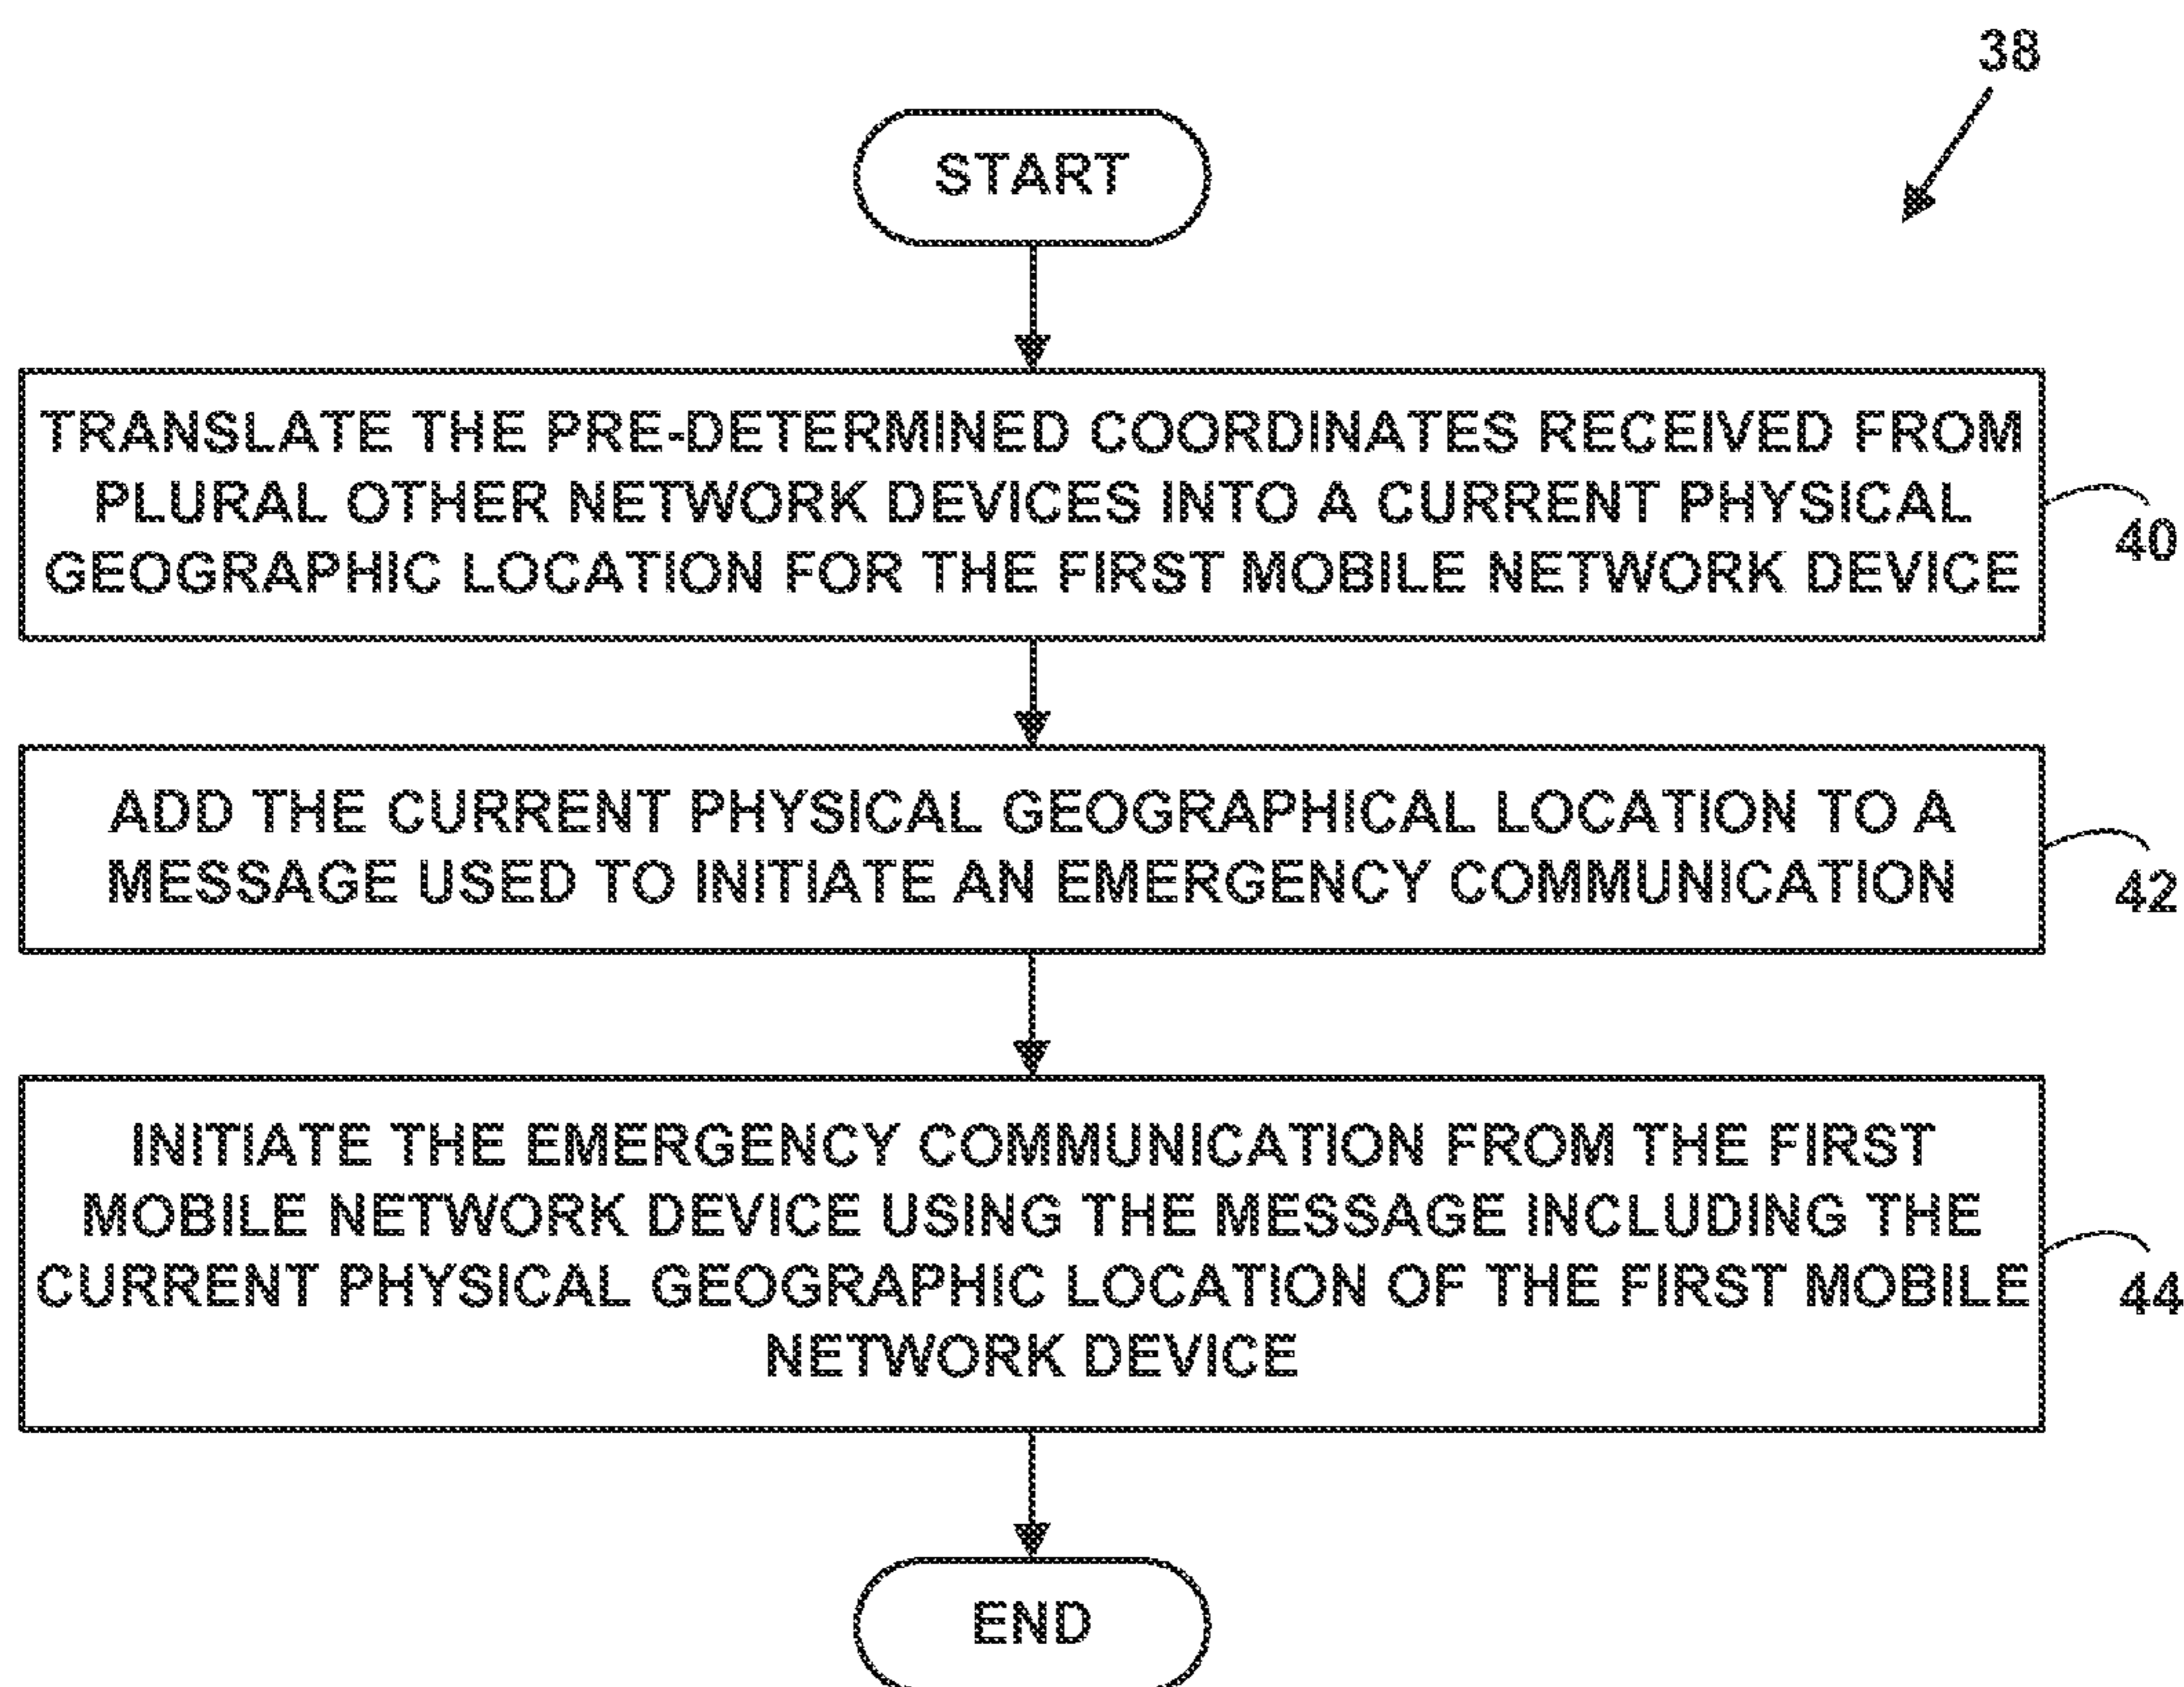 38
START
TRANSLATE THE PRE-DETERMINED COORDINATES RECEIVED FROM
PLURAL OTHER NETWORK DEVICES INTO A CURRENT PHYSICAL
GEOGRAPHIC LOCATION FOR THE FIRST MOBILE NETWORK DEVICE
40
ADD THE CURRENT PHYSICAL GEOGRAPHICAL LOCATION TO A
MESSAGE USED TO INITIATE AN EMERGENCY COMMUNICATION
42
INITIATE THE EMERGENCY COMMUNICATION FROM THE FIRST
MOBILE NETWORK DEVICE USING THE MESSAGE INCLUDING THE
CURRENT PHYSICAL GEOGRAPHIC LOCATION OF THE FIRST MOBILE
NETWORK DEVICE
44
END